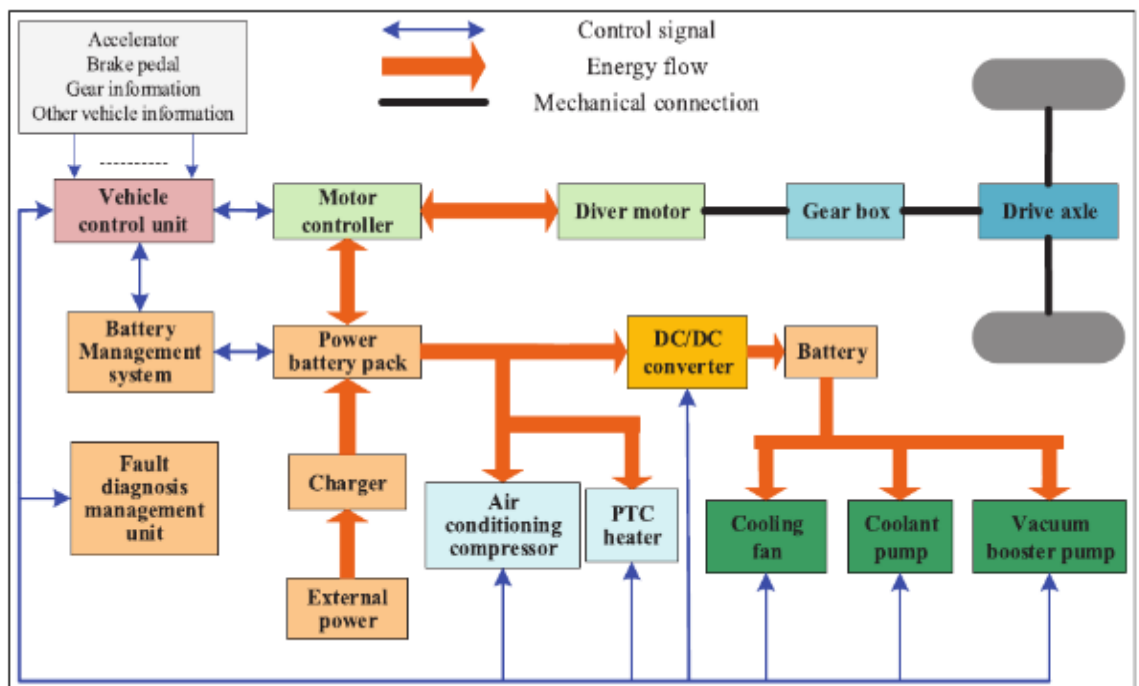 Accelerator
Brake pedal
Gear information
Other vehicle information
Control signal
Energy flow
Mechanical connection
Vehicle
control unit
Motor
controller
Diver motor
Gear box
Drive axle
Battery
Management
system
Power
battery pack
DC/DC
converter
Battery
Fault
diagnosis
management
unit
Charger
Air
conditioning
compressor
PTC
heater
Cooling
fan
Coolant
pump
Vacuum
booster pump
External
power